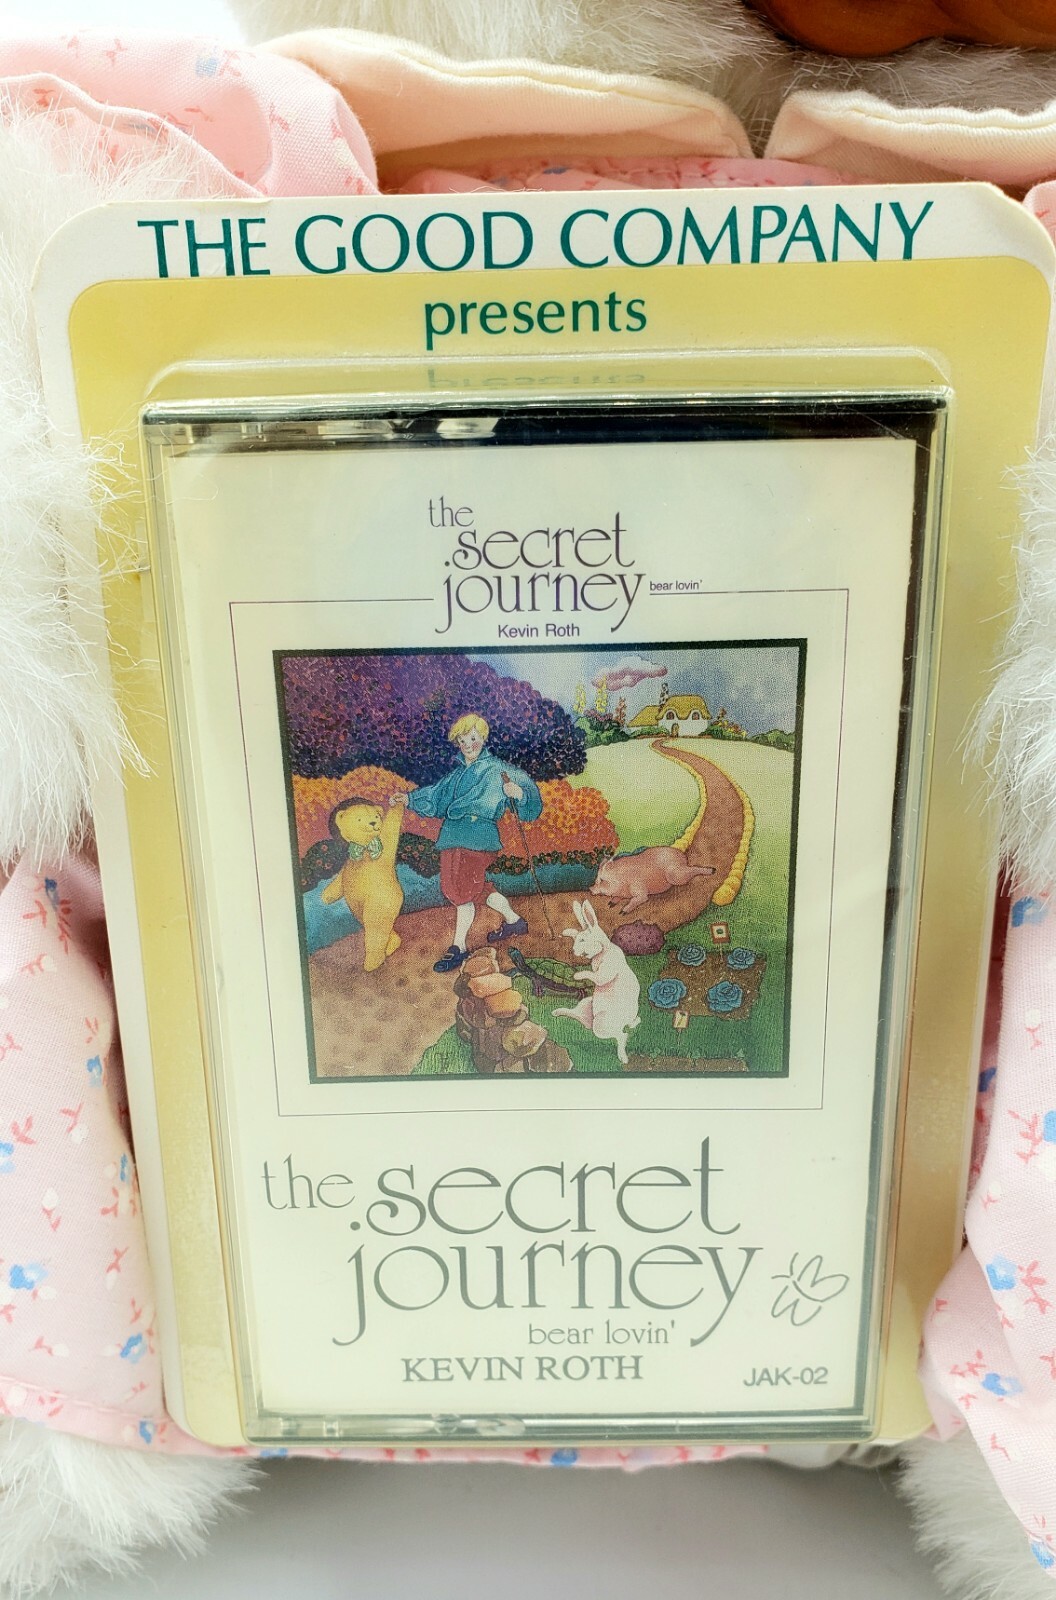 THE GOOD COMPANY
presents
the
secret
journey
bear lovin'
Kevin Roth
the secret
journey
bear lovin'
KEVIN ROTH
JAK-02